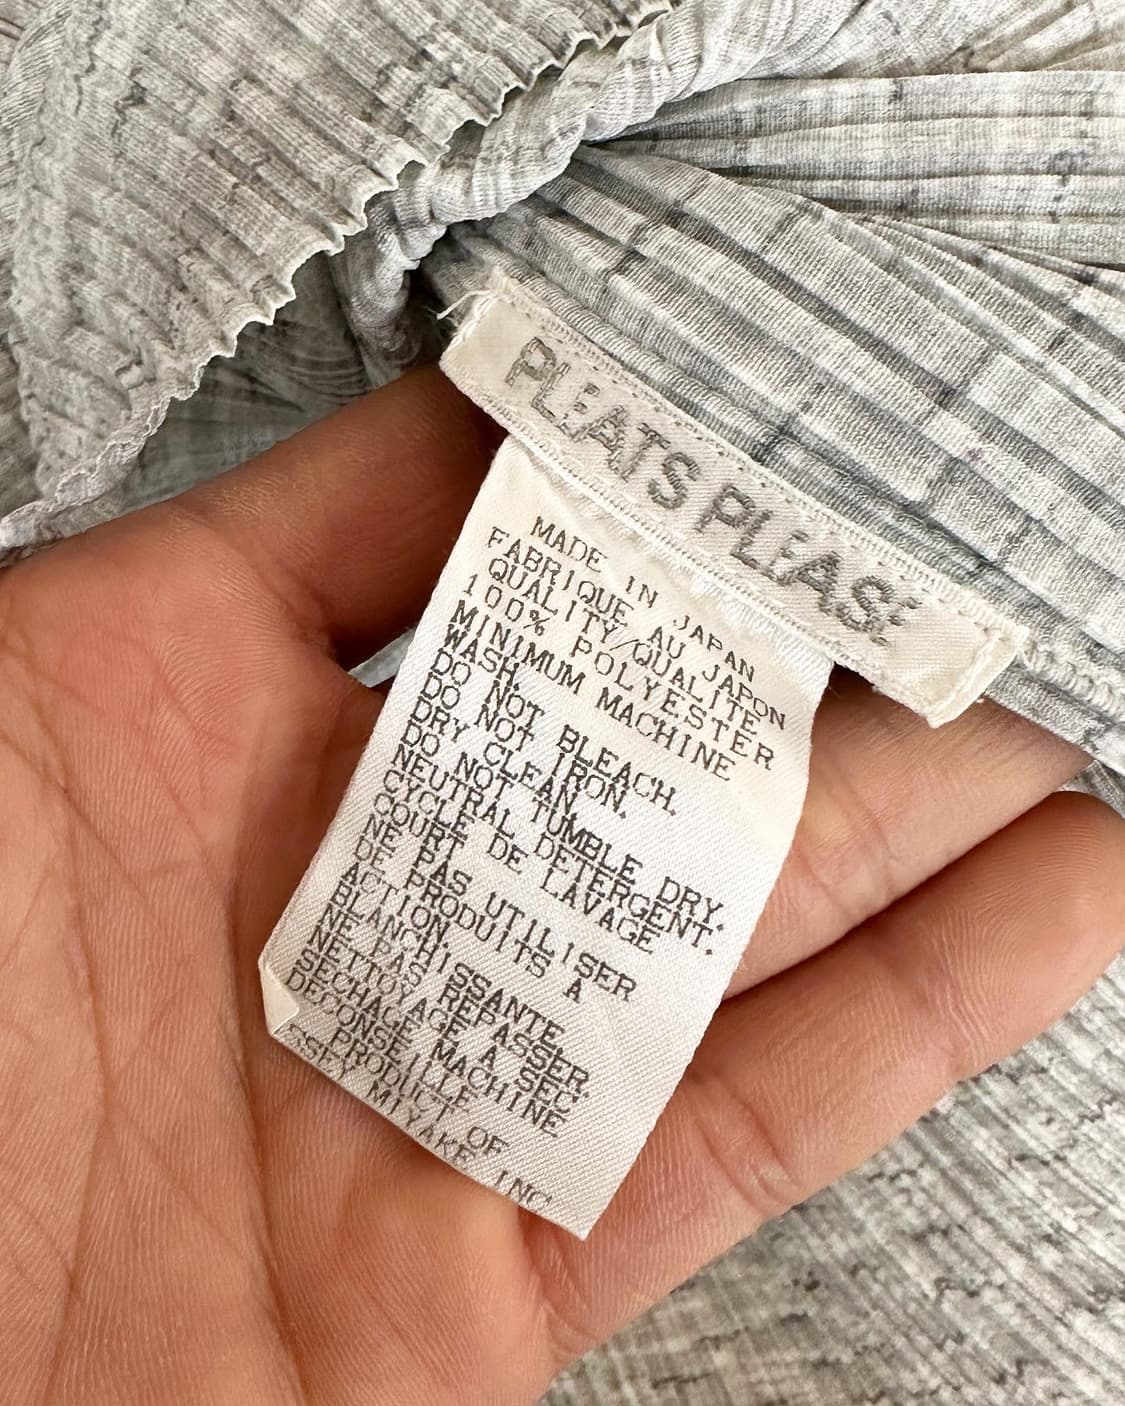 PLEATS PLEASE
MADE IN JAPAN
FABRIQUE AU JAPON
QUALITY/QUALITE
100% POLYESTER
MINIMUM MACHINE
WASH.
DO NOT BLEACH.
DO NOT IRON.
DRY CLEAN.
DO NOT TUMBLE DRY.
NEUTRAL DETERGENT.
CYCLE DE LAVAGE
COURT
NE PAS UTILISER
DE PRODUITS A
ACTION
BLANCHISSANTE.
NE PAS REPASSER.
NETTOYAGE A SEC.
SECHAGE MACHINE
DECONSEILLE
PRODUCT OF
ISSEY MIYAKE INC.